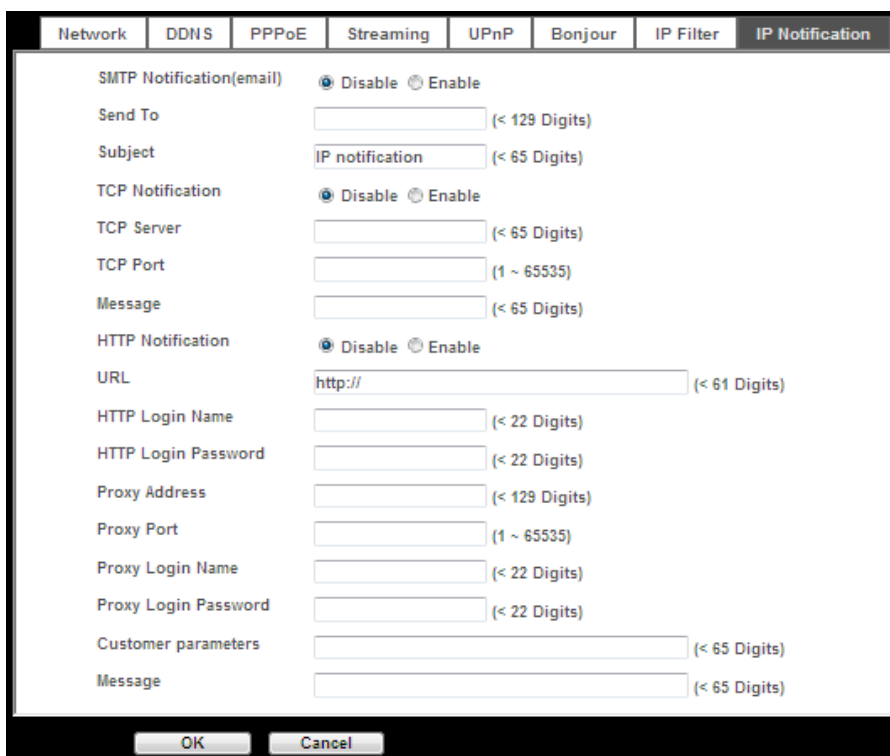 Network DDNS PPPoE Streaming UPnP Bonjour IP Filter IP Notification
SMTP Notification(email) Disable Enable
Send To (< 129 Digits)
Subject IP notification (< 65 Digits)
TCP Notification Disable Enable
TCP Server (< 65 Digits)
TCP Port (1 ~ 65535)
Message (< 65 Digits)
HTTP Notification Disable Enable
URL http:// (< 61 Digits)
HTTP Login Name (< 22 Digits)
HTTP Login Password (< 22 Digits)
Proxy Address (< 129 Digits)
Proxy Port (1 ~ 65535)
Proxy Login Name (< 22 Digits)
Proxy Login Password (< 22 Digits)
Customer parameters (< 65 Digits)
Message (< 65 Digits)
OK Cancel